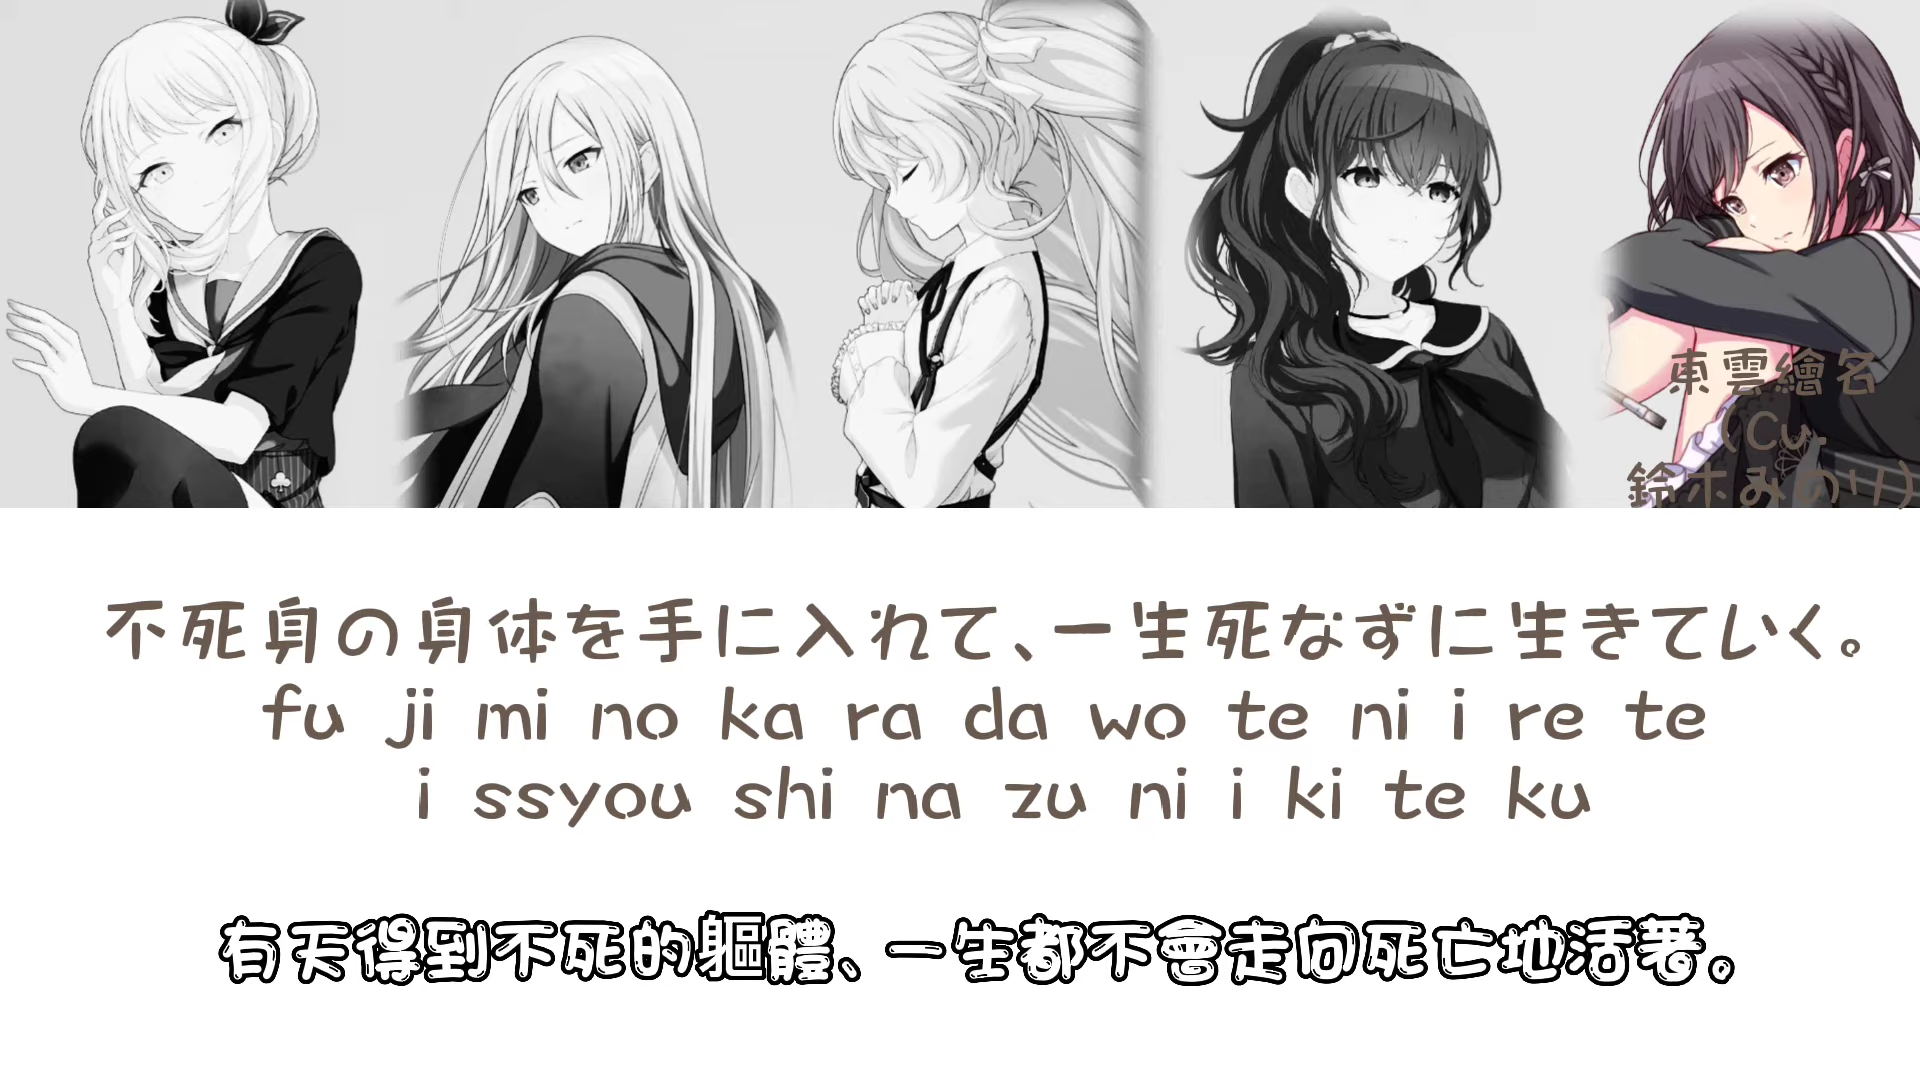 東雲繪名
(Cv
鈴木みのり)
不死身の身体を手に入れて、一生死なずに生きていく。
fu ji mi no ka ra da wo te ni i re te
i ssyou shi na zu ni i ki te ku
有天得到不死的軀體、一生都不會走向死亡地活著。